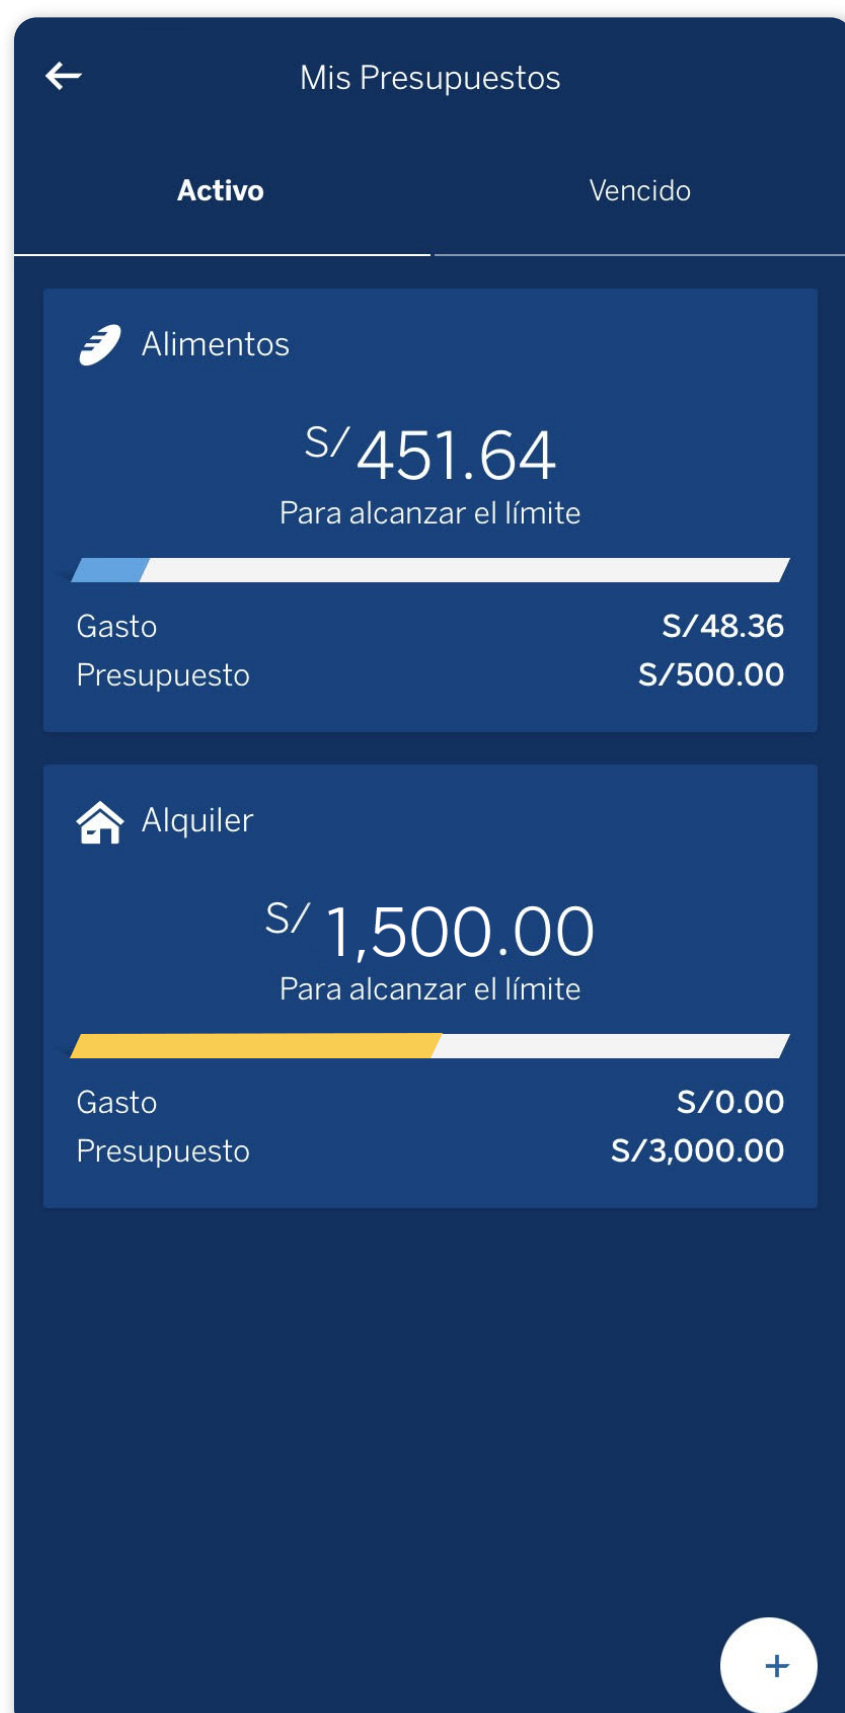 Mis Presupuestos
Activo Vencido
Alimentos
S/451.64
Para alcanzar el límite
Gasto S/48.36
Presupuesto S/500.00
Alquiler
S/ 1,500.00
Para alcanzar el límite
Gasto S/0.00
Presupuesto S/3,000.00
+